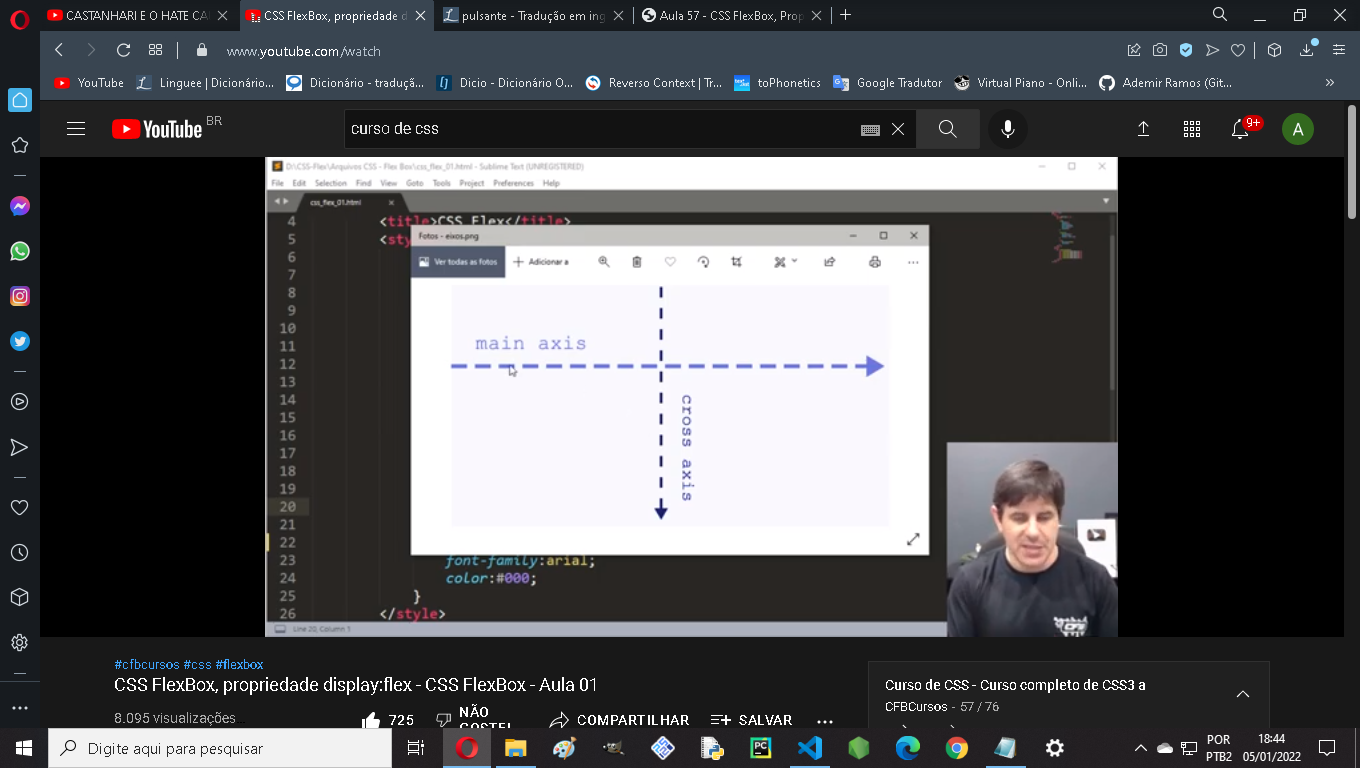 CASTANHARI E O HATE CA
CSS FlexBox, propriedade d
pulsante - Tradução em ing
Aula 57 - CSS FlexBox, Prop
www.youtube.com/watch
YouTube
Linguee | Dicionário...
Dicionário - traduçã...
Dicio - Dicionário O...
Reverso Context | Tr...
toPhonetics
Google Tradutor
Virtual Piano - Onli...
Ademir Ramos (Git...
YouTube BR
curso de css
9+
A
D:\CSS-Flex\Arquivos CSS - Flex Box\css_flex_01.html - Sublime Text (UNREGISTERED)
File Edit Selection Find View Goto Tools Project Preferences Help
css_flex_01.html
4 <title>CSS Flex</title>
5 <sty
6
7
8
9
10
11
12
13
14
15
16
17
18
19
20
21
22
23 font-family:arial;
24 color:#000;
25 }
26 </style>
Fotos - eixos.png
Ver todas as fotos
Adicionar a
main axis
cross axis
Line 20, Column 1
#cfbcursos #css #flexbox
CSS FlexBox, propriedade display:flex - CSS FlexBox - Aula 01
8.095 visualizações
725
NÃO
GOSTEI
COMPARTILHAR
SALVAR
Curso de CSS - Curso completo de CSS3 a
CFBCursos - 57 / 76
Digite aqui para pesquisar
POR
PTB2
18:44
05/01/2022